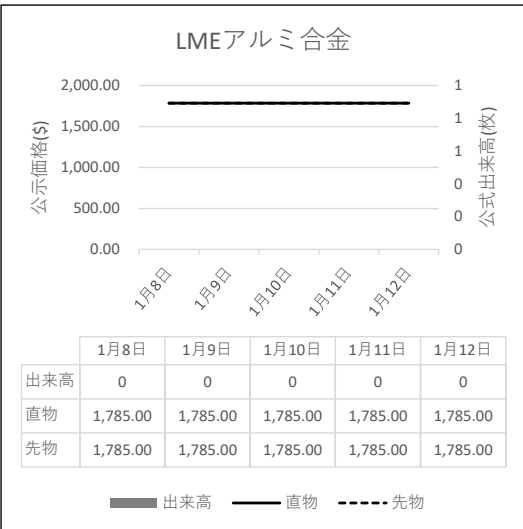 LMEアルミ合金
公示価格($)
2,000.00
1,500.00
1,000.00
500.00
0.00
1
1
1
0
0
0
公式出来高(枚)
1月8日 1月9日 1月10日 1月11日 1月12日
1月8日 1月9日 1月10日 1月11日 1月12日
出来高 0 0 0 0 0
直物 1,785.00 1,785.00 1,785.00 1,785.00 1,785.00
先物 1,785.00 1,785.00 1,785.00 1,785.00 1,785.00
出来高 直物 先物